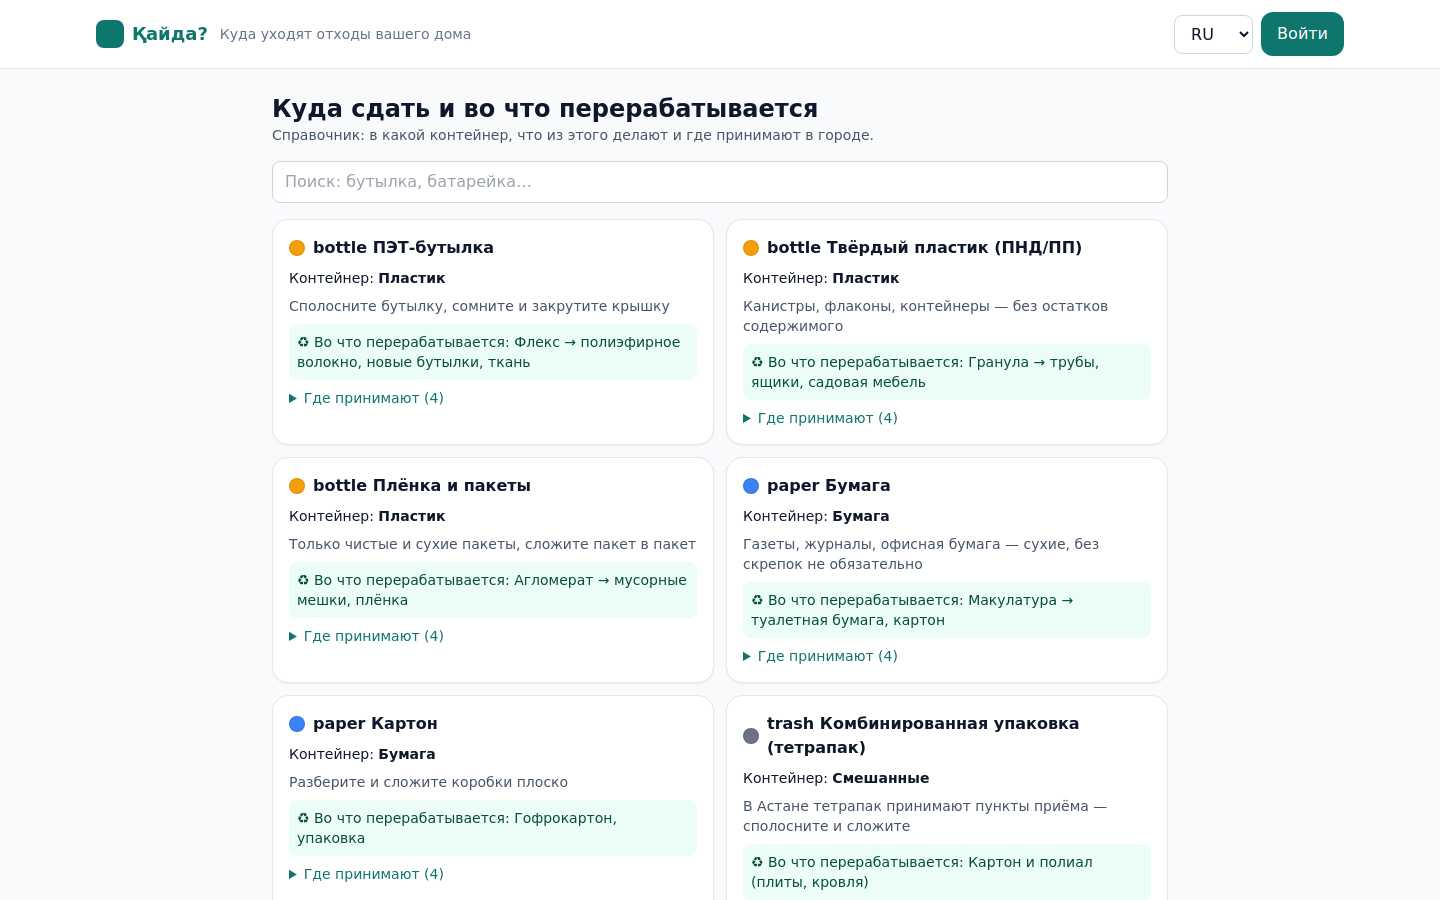 Қайда?
Куда уходят отходы вашего дома
RU
Войти
Куда сдать и во что перерабатывается
Справочник: в какой контейнер, что из этого делают и где принимают в городе.
Поиск: бутылка, батарейка…
bottle ПЭТ-бутылка
Контейнер: Пластик
Сполосните бутылку, сомните и закрутите крышку
♻ Во что перерабатывается: Флекс → полиэфирное
волокно, новые бутылки, ткань
▶ Где принимают (4)
bottle Твёрдый пластик (ПНД/ПП)
Контейнер: Пластик
Канистры, флаконы, контейнеры — без остатков
содержимого
♻ Во что перерабатывается: Гранула → трубы,
ящики, садовая мебель
▶ Где принимают (4)
bottle Плёнка и пакеты
Контейнер: Пластик
Только чистые и сухие пакеты, сложите пакет в пакет
♻ Во что перерабатывается: Агломерат → мусорные
мешки, плёнка
▶ Где принимают (4)
paper Бумага
Контейнер: Бумага
Газеты, журналы, офисная бумага — сухие, без
скрепок не обязательно
♻ Во что перерабатывается: Макулатура →
туалетная бумага, картон
▶ Где принимают (4)
paper Картон
Контейнер: Бумага
Разберите и сложите коробки плоско
♻ Во что перерабатывается: Гофрокартон,
упаковка
▶ Где принимают (4)
trash Комбинированная упаковка
(тетрапак)
Контейнер: Смешанные
В Астане тетрапак принимают пункты приёма —
сполосните и сложите
♻ Во что перерабатывается: Картон и полиал
(плиты, кровля)